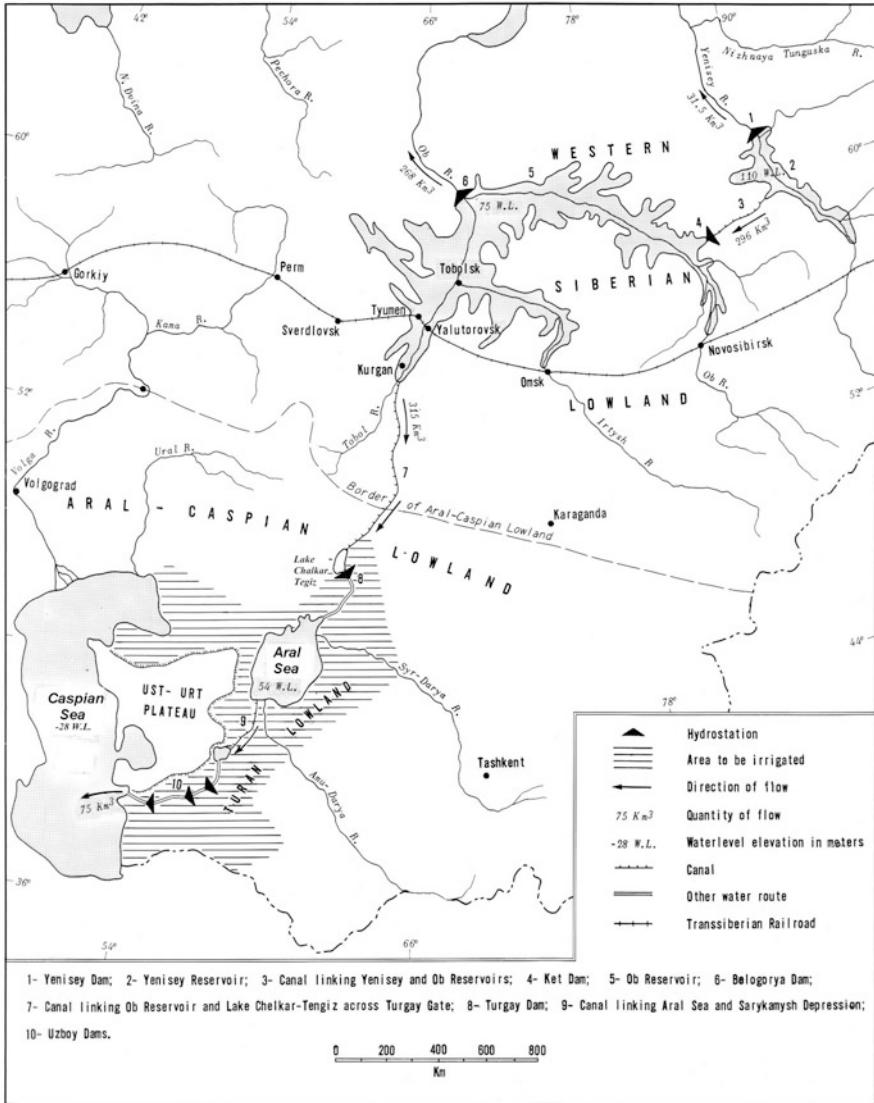 42°
54°
66°
78°
90°
Nizhnaya Tunguska R.
Yenisey R.
31.5 Km³
N. Dvina R.
Pechora R.
60°
60°
Ob R.
268 Km³
WESTERN
1
2
110 W.L.
3
296 Km³
4
5
6
75 W.L.
SIBERIAN
Gorkiy
Perm
Tobolsk
Tyumen
Sverdlovsk
Yalutorovsk
Kama R.
Novosibirsk
Kurgan
Omsk
Ob R.
52°
52°
LOWLAND
315 Km³
Tobol R.
Irtysh R
Volga R.
Ural R.
7
Volgograd
ARAL - CASPIAN
Border of Aral-Caspian Lowland
Karaganda
LOWLAND
Lake
Chalkar
Tegiz
8
44°
Aral
Sea
54 W.L.
Syr-Darya R.
UST- URT
PLATEAU
Caspian
Sea
-28 W.L.
78°
9
TURAN LOWLAND
Tashkent
10
75 Km³
Amu-Darya R.
36°
54°
66°
Hydrostation
Area to be irrigated
Direction of flow
75 Km³ Quantity of flow
-28 W.L. Waterlevel elevation in meters
Canal
Other water route
Transsiberian Railroad
1- Yenisey Dam; 2- Yenisey Reservoir; 3- Canal linking Yenisey and Ob Reservoirs; 4- Ket Dam; 5- Ob Reservoir; 6- Belogorya Dam;
7- Canal linking Ob Reservoir and Lake Chelkar-Tengiz across Turgay Gate; 8- Turgay Dam; 9- Canal linking Aral Sea and Sarykamysh Depression;
10- Uzboy Dams.
0 200 400 600 800
Km